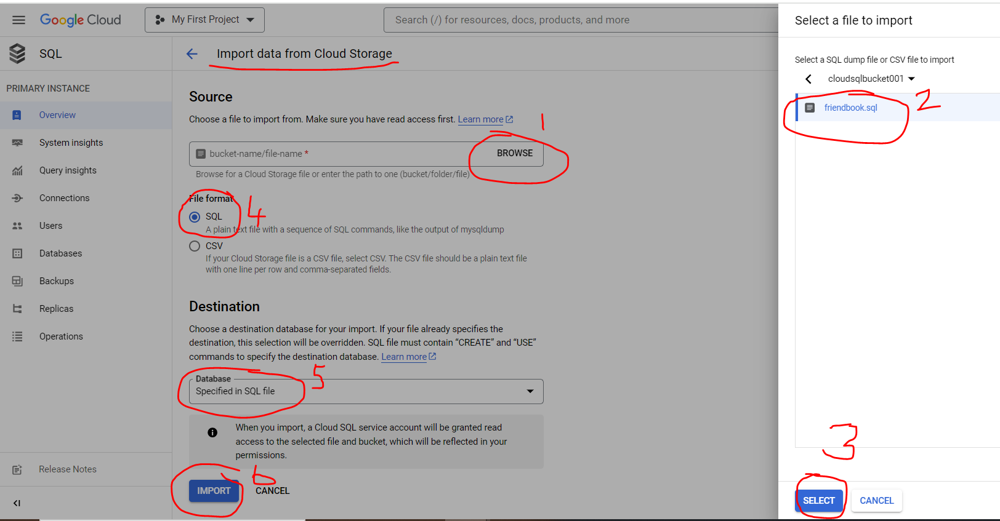 Google Cloud
My First Project
Search (/) for resources, docs, products, and more
SQL
PRIMARY INSTANCE
Overview
System insights
Query insights
Connections
Users
Databases
Backups
Replicas
Operations
Release Notes
Import data from Cloud Storage
Source
Choose a file to import from. Make sure you have read access first. Learn more
1
bucket-name/file-name *
BROWSE
Browse for a Cloud Storage file or enter the path to one (bucket/folder/file)
File format
4
SQL
A plain text file with a sequence of SQL commands, like the output of mysqldump
CSV
If your Cloud Storage file is a CSV file, select CSV. The CSV file should be a plain text file
with one line per row and comma-separated fields.
Destination
Choose a destination database for your import. If your file already specifies the
destination, this selection will be overridden. SQL file must contain “CREATE” and “USE”
commands to specify the destination database. Learn more
5
Database
Specified in SQL file
When you import, a Cloud SQL service account will be granted read
access to the selected file and bucket, which will be reflected in your
permissions.
6
IMPORT
CANCEL
Select a file to import
Select a SQL dump file or CSV file to import
cloudsqlbucket001
2
friendbook.sql
3
SELECT
CANCEL